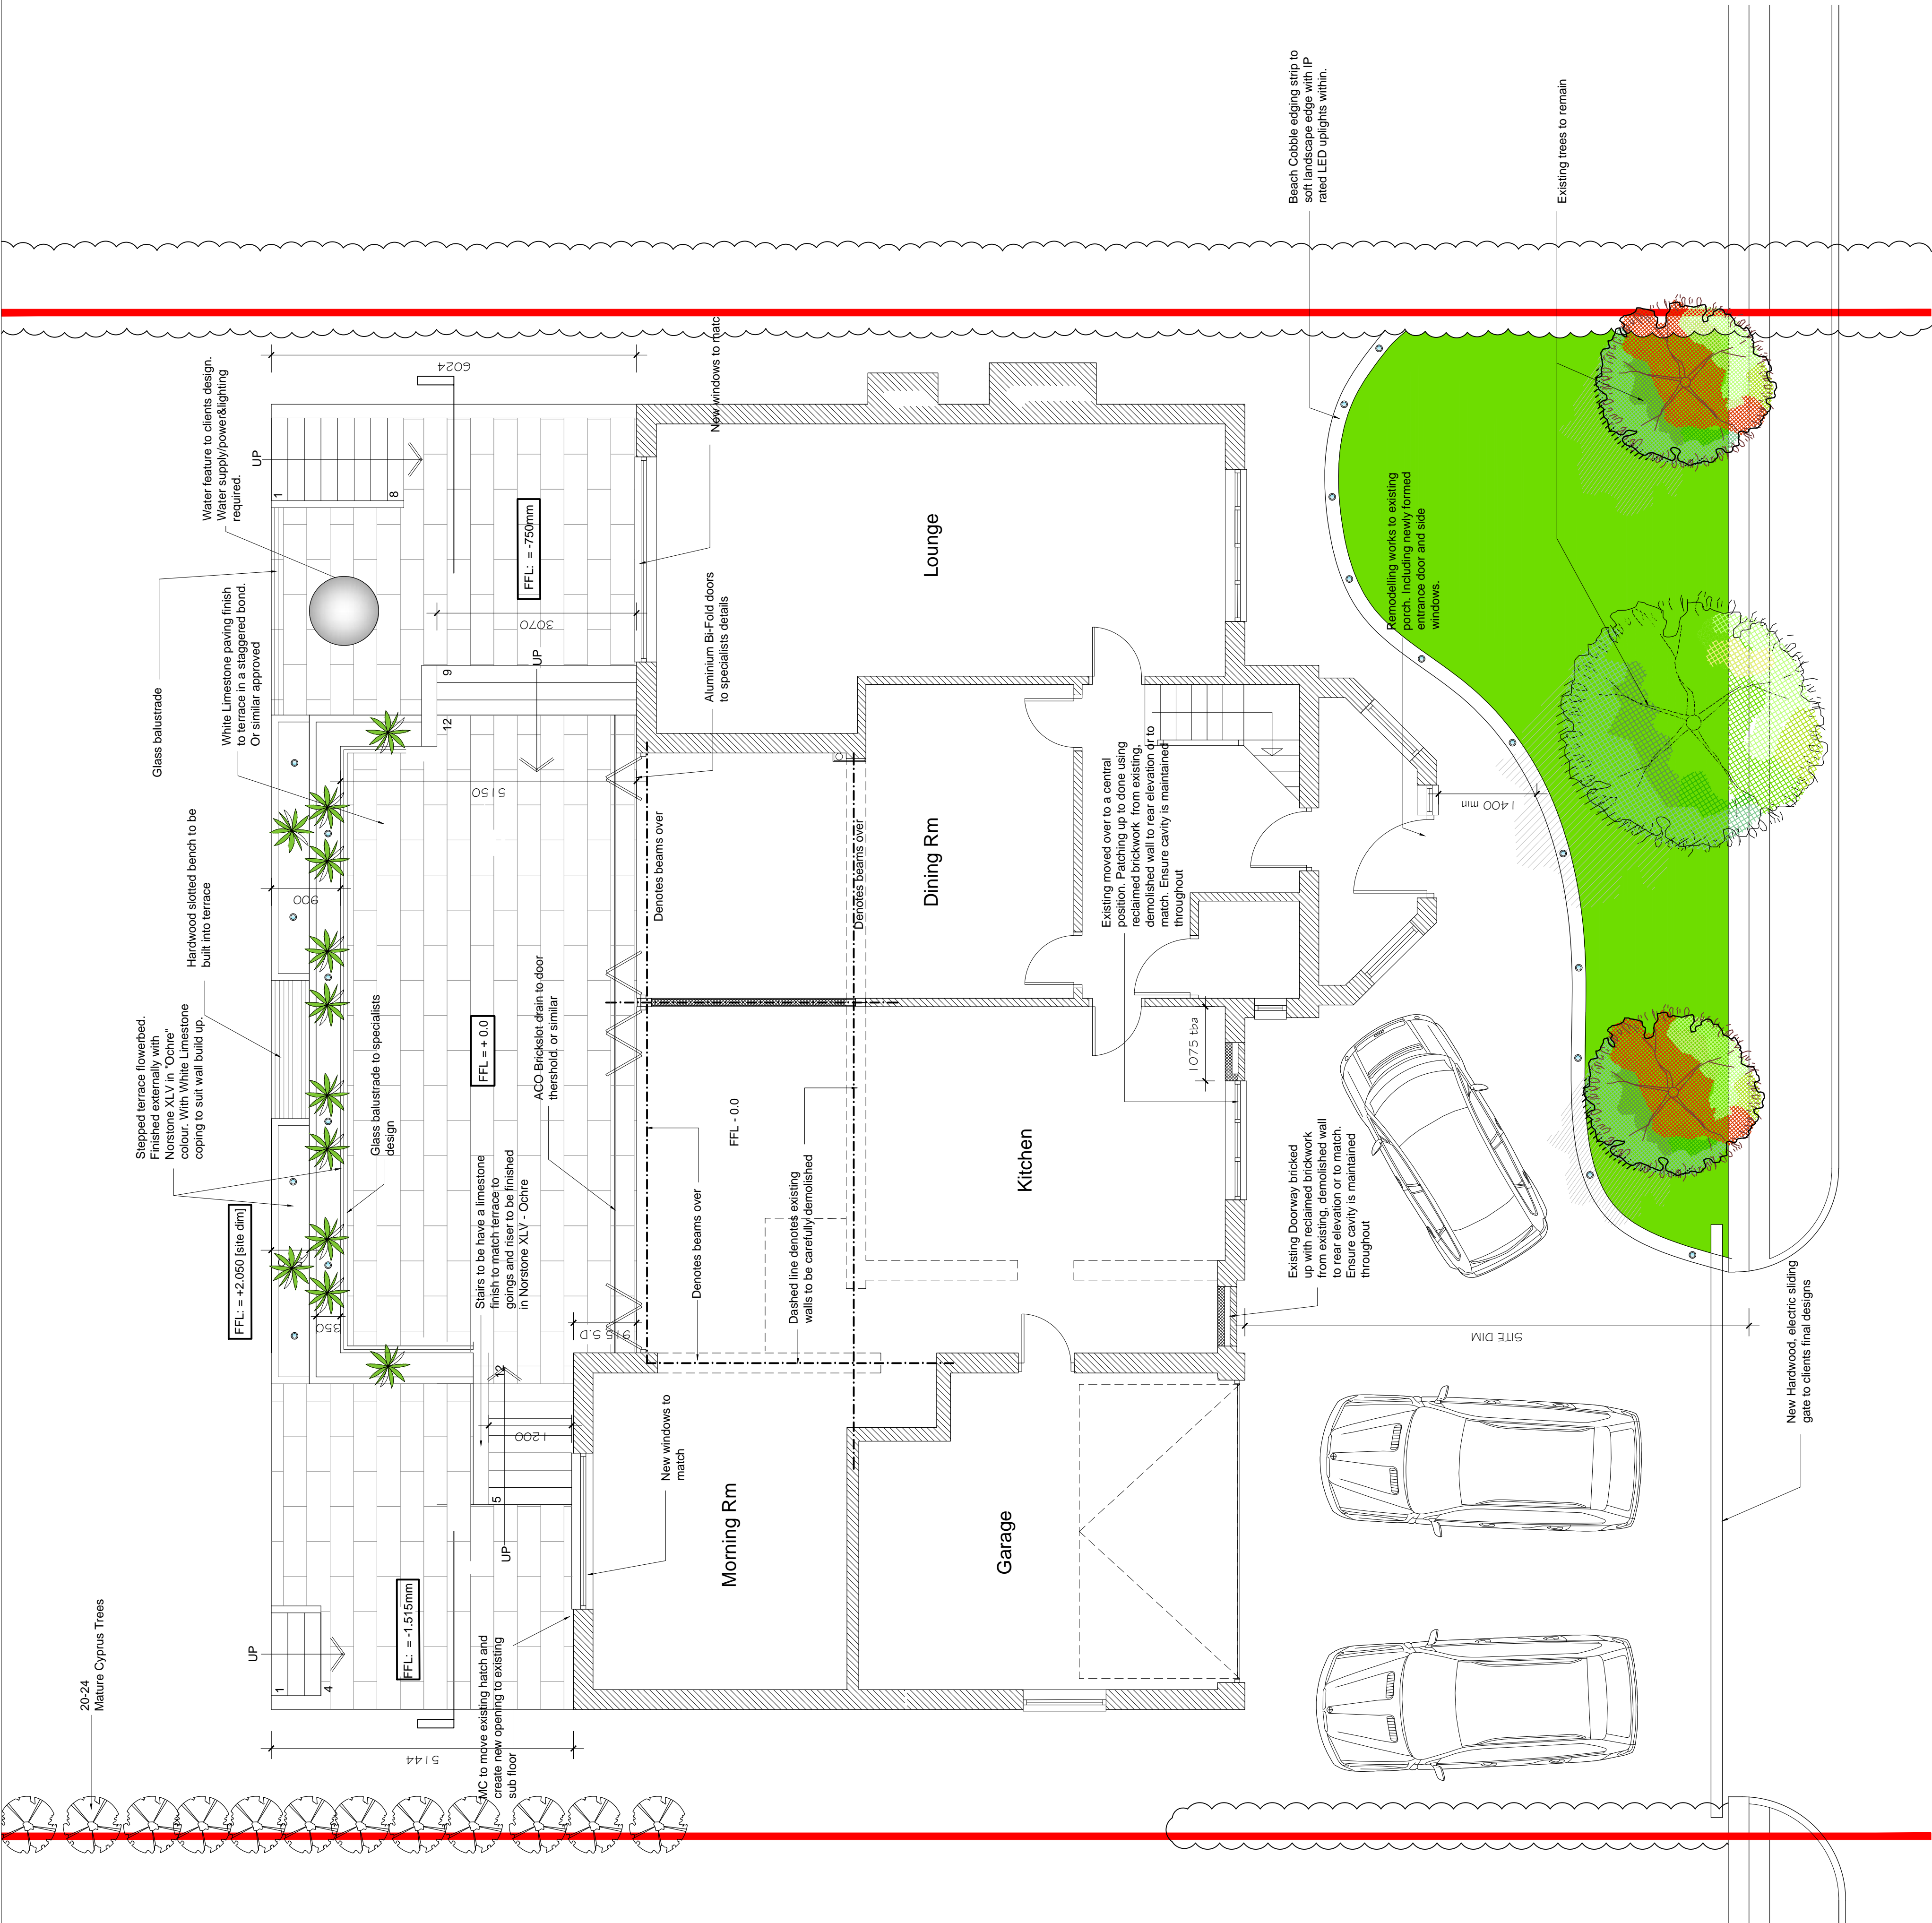 20-24
Mature Cyprus Trees
Stepped terrace flowerbed.
Finished externally with
Norstone XLV in "Ochre"
colour. With White Limestone
coping to suit wall build up.
Hardwood slotted bench to be
built into terrace
Glass balustrade
White Limestone paving finish
to terrace in a staggered bond.
Or similar approved
Water feature to clients design.
Water supply/power&lighting
required.
FFL: = +2.050 [site dim]
UP
1
4
FFL: = -1.515mm
5144
UP
1
8
6024
350
900
Glass balustrade to specialists
design
5150
9
12
UP
3070
FFL: = -750mm
FFL = + 0.0
Stairs to be have a limestone
finish to match terrace to
goings and riser to be finished
in Norstone XLV - Ochre
ACO Brickslot drain to door
thershold. or similar
UP
5
12
1200
915 S.D
MC to move existing hatch and
create new opening to existing
sub floor
New windows to
match
Denotes beams over
Denotes beams over
Aluminium Bi-Fold doors
to specialists details
New windows to matc
FFL - 0.0
Dashed line denotes existing
walls to be carefully demolished
Denotes beams over
Morning Rm
Garage
Kitchen
Dining Rm
Lounge
Existing moved over to a central
position. Patching up to done using
reclaimed brickwork from existing,
demolished wall to rear elevation or to
match. Ensure cavity is maintained
throughout
1075 tba
Existing Doorway bricked
up with reclaimed brickwork
from existing, demolished wall
to rear elevation or to match.
Ensure cavity is maintained
throughout
SITE DIM
1400 min
Remodelling works to existing
porch. Including newly formed
entrance door and side
windows.
Beach Cobble edging strip to
soft landscape edge with IP
rated LED uplights within.
Existing trees to remain
New Hardwood, electric sliding
gate to clients final designs